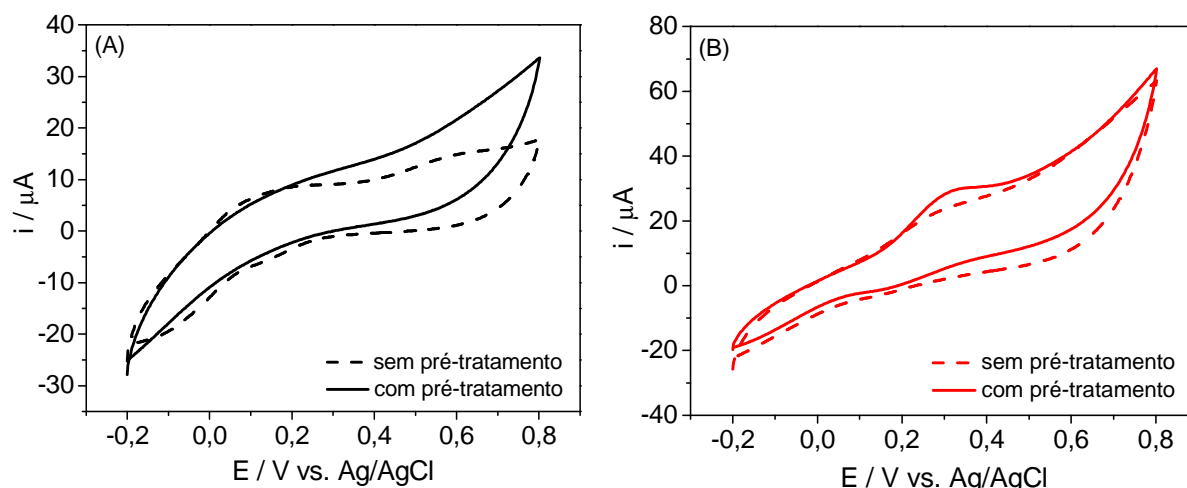 (A)
40
30
20
10
0
-10
-20
-30
i / μA
sem pré-tratamento
com pré-tratamento
-0,2 0,0 0,2 0,4 0,6 0,8
E / V vs. Ag/AgCl
(B)
80
60
40
20
0
-20
-40
i / μA
sem pré-tratamento
com pré-tratamento
-0,2 0,0 0,2 0,4 0,6 0,8
E / V vs. Ag/AgCl